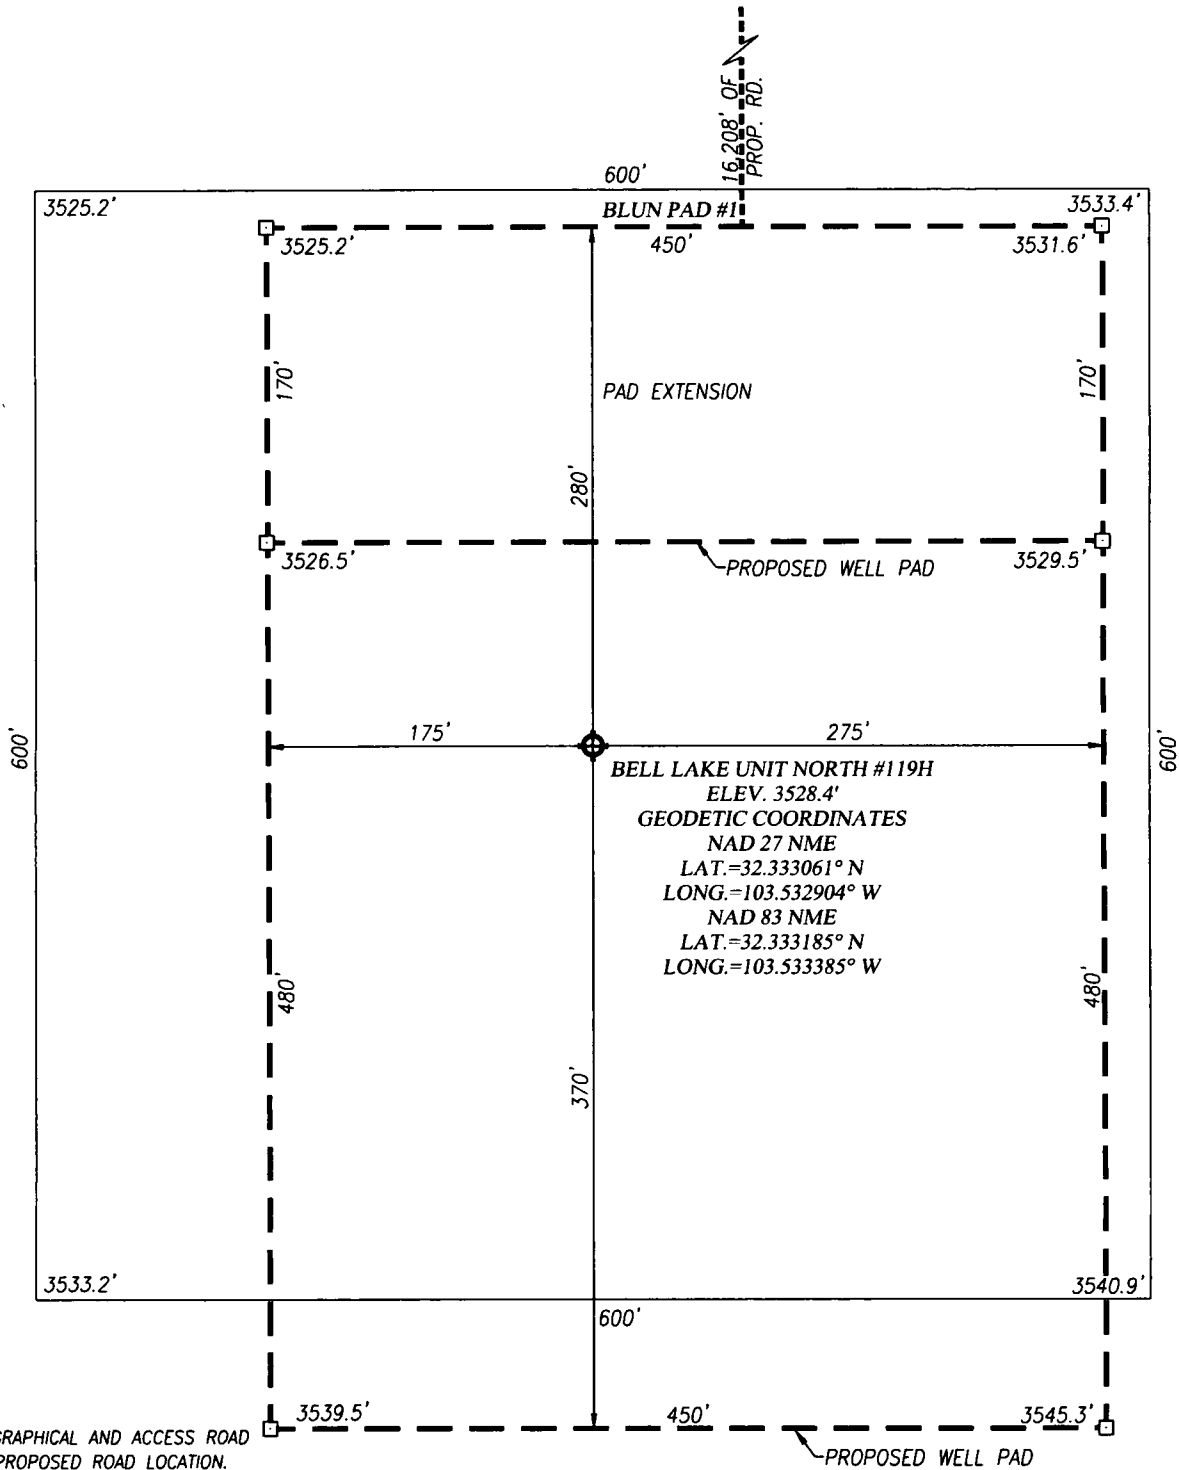 16,208' OF
PROP. RD.
600'
3525.2'
BLUN PAD #1
3533.4'
3525.2'
450'
3531.6'
170'
PAD EXTENSION
170'
280'
3526.5'
PROPOSED WELL PAD
3529.5'
600'
175'
275'
600'
BELL LAKE UNIT NORTH #119H
ELEV. 3528.4'
GEODETIC COORDINATES
NAD 27 NME
LAT.=32.333061° N
LONG.=103.532904° W
NAD 83 NME
LAT.=32.333185° N
LONG.=103.533385° W
480'
480'
370'
3533.2'
3540.9'
600'
3539.5'
450'
3545.3'
GRAPHICAL AND ACCESS ROAD
PROPOSED ROAD LOCATION.
PROPOSED WELL PAD